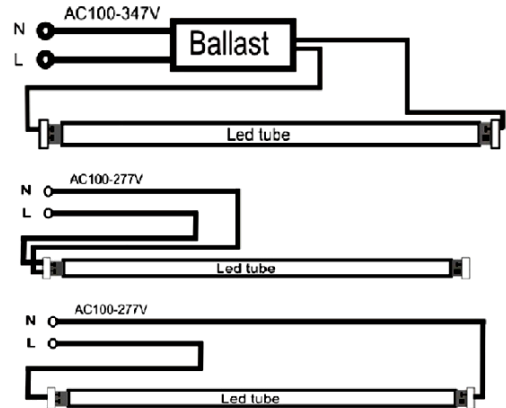 AC100-347V
N
L
Ballast
Led tube
AC100-277V
N
L
Led tube
AC100-277V
N
L
Led tube